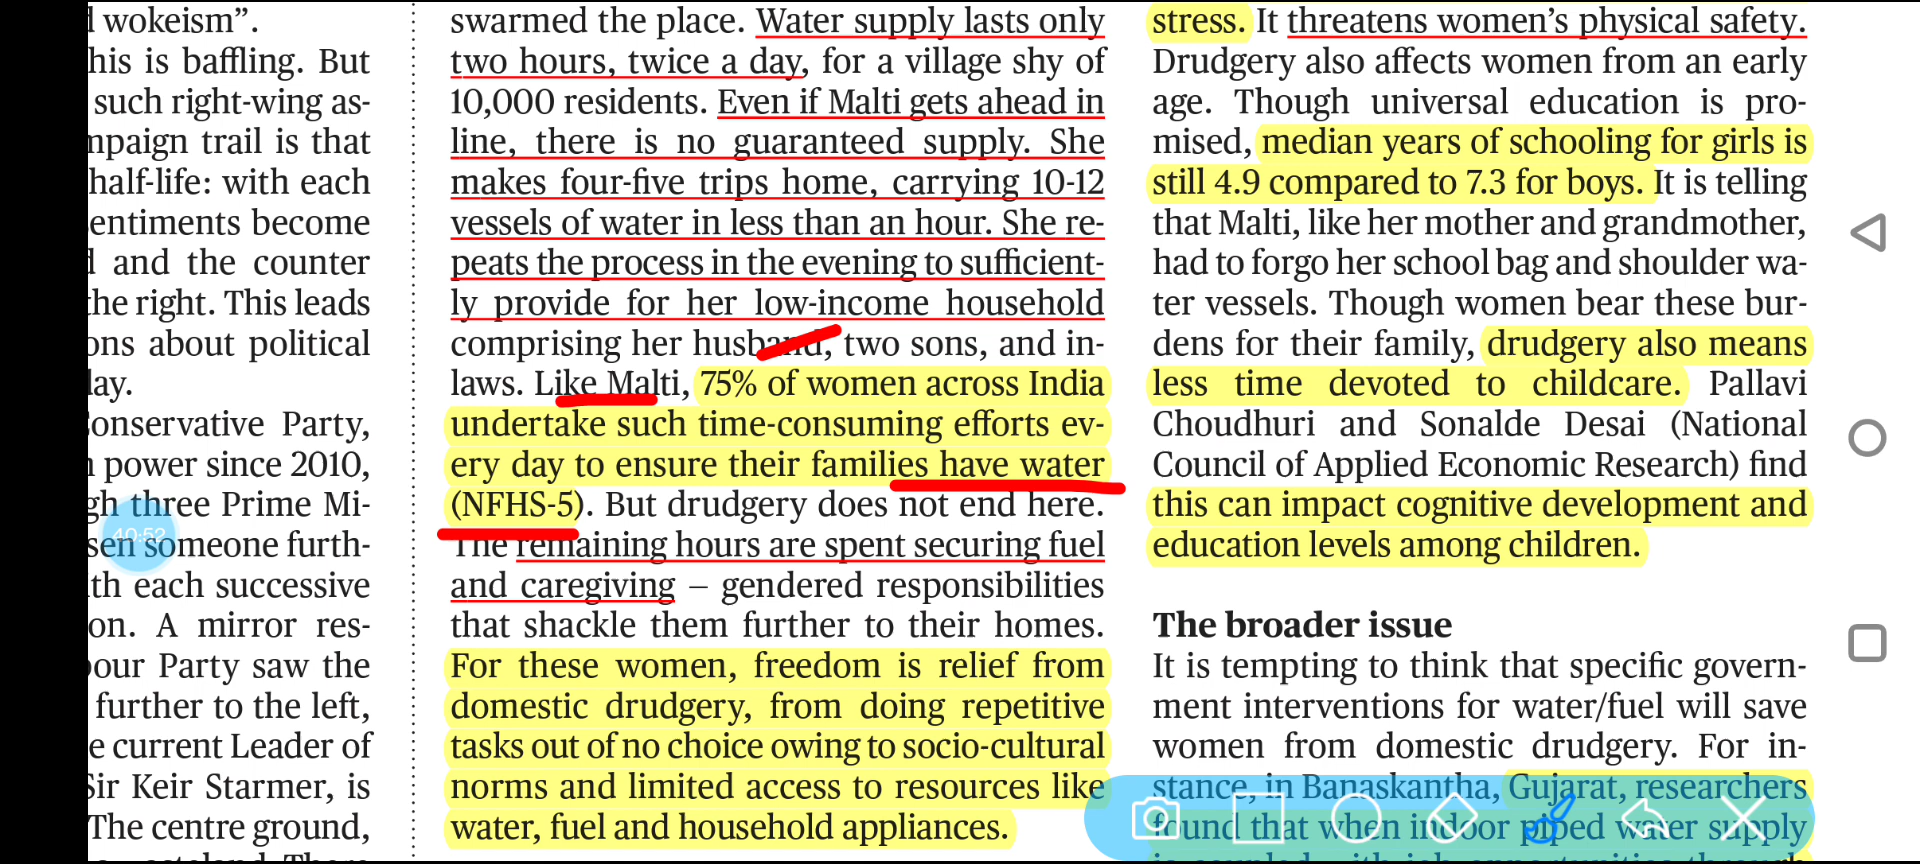 wokeism”.
his is baffling. But
such right-wing as-
mpaign trail is that
half-life: with each
entiments become
and the counter
the right. This leads
ons about political
lay.
Conservative Party,
power since 2010,
gh three Prime Mi-
sen someone furth-
th each successive
on. A mirror res-
our Party saw the
further to the left,
e current Leader of
Sir Keir Starmer, is
The centre ground,
swarmed the place. Water supply lasts only
two hours, twice a day, for a village shy of
10,000 residents. Even if Malti gets ahead in
line, there is no guaranteed supply. She
makes four-five trips home, carrying 10-12
vessels of water in less than an hour. She re-
peats the process in the evening to sufficient-
ly provide for her low-income household
comprising her husband, two sons, and in-
laws. Like Malti, 75% of women across India
undertake such time-consuming efforts ev-
ery day to ensure their families have water
(NFHS-5). But drudgery does not end here.
The remaining hours are spent securing fuel
and caregiving – gendered responsibilities
that shackle them further to their homes.
For these women, freedom is relief from
domestic drudgery, from doing repetitive
tasks out of no choice owing to socio-cultural
norms and limited access to resources like
water, fuel and household appliances.
stress. It threatens women’s physical safety.
Drudgery also affects women from an early
age. Though universal education is pro-
mised, median years of schooling for girls is
still 4.9 compared to 7.3 for boys. It is telling
that Malti, like her mother and grandmother,
had to forgo her school bag and shoulder wa-
ter vessels. Though women bear these bur-
dens for their family, drudgery also means
less time devoted to childcare. Pallavi
Choudhuri and Sonalde Desai (National
Council of Applied Economic Research) find
this can impact cognitive development and
education levels among children.
The broader issue
It is tempting to think that specific govern-
ment interventions for water/fuel will save
women from domestic drudgery. For in-
stance, in Banaskantha, Gujarat, researchers
found that when indoor piped water supply
40:52